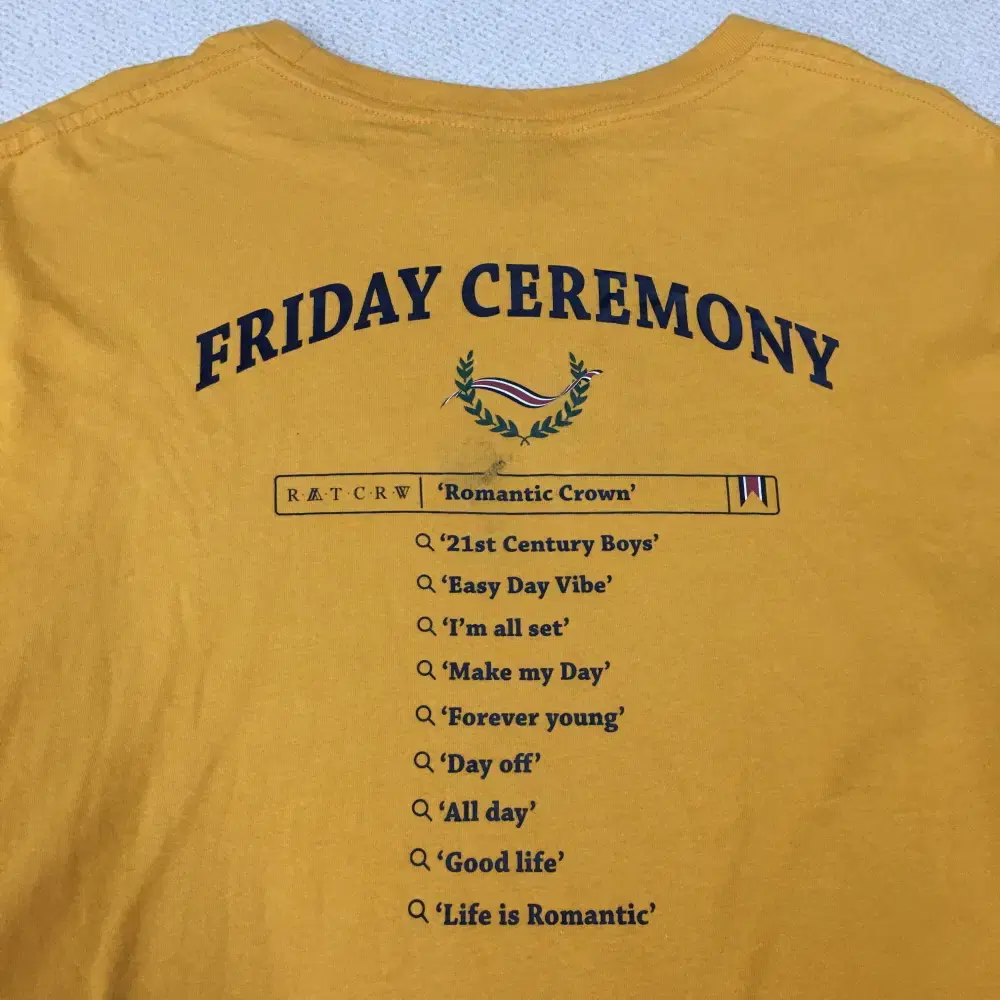 FRIDAY CEREMONY
R·M·T·C·R·W 'Romantic Crown'
'21st Century Boys'
'Easy Day Vibe'
'I'm all set'
'Make my Day'
'Forever young'
'Day off'
'All day'
'Good life'
'Life is Romantic'